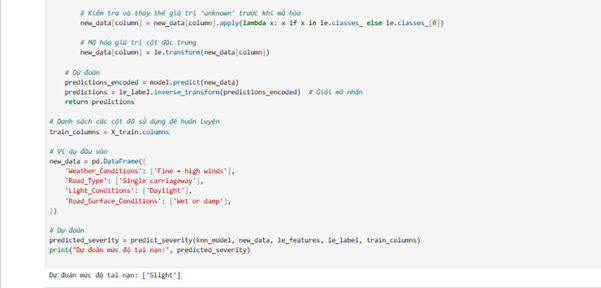 # Kiểm tra và thay thế giá trị 'unknown' trước khi mã hóa
new_data[column] = new_data[column].apply(lambda x: x if x in le.classes_ else le.classes_[0])
# Mã hóa giá trị cột đặc trưng
new_data[column] = le.transform(new_data[column])
# Dự đoán
predictions_encoded = model.predict(new_data)
predictions = le_label.inverse_transform(predictions_encoded)  # Giải mã nhãn
return predictions
# Danh sách các cột đã sử dụng để huấn luyện
train_columns = X_train.columns
# Ví dụ đầu vào
new_data = pd.DataFrame({
'Weather_Conditions': ['Fine + high winds'],
'Road_Type': ['Single carriageway'],
'Light_Conditions': ['Daylight'],
'Road_Surface_Conditions': ['Wet or damp'],
})
# Dự đoán
predicted_severity = predict_severity(knn_model, new_data, le_features, le_label, train_columns)
print("Dự đoán mức độ tai nạn:", predicted_severity)
Dự đoán mức độ tai nạn: ['Slight']